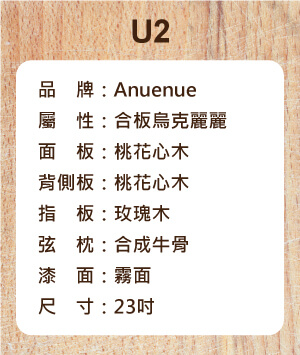 U2
品 牌：Anuenue
屬 性：合板烏克麗麗
面 板：桃花心木
背側板：桃花心木
指 板：玫瑰木
弦 枕：合成牛骨
漆 面：霧面
尺 寸：23吋